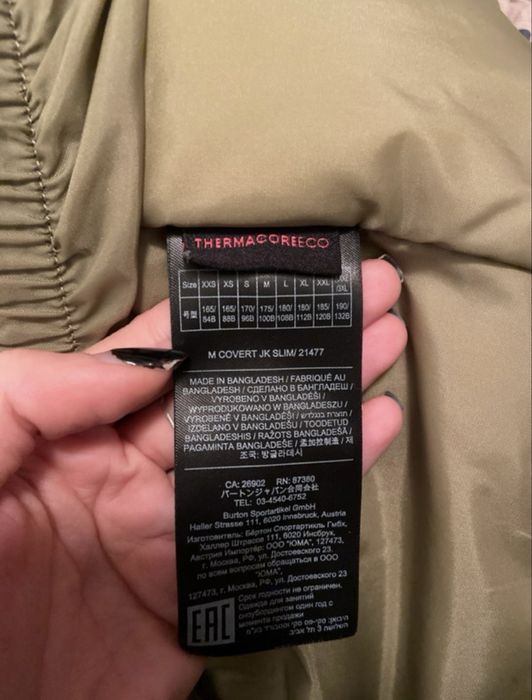 THERMACOREECO
Size XXS XS S M L XL XXL 3XL
号型 165/84B 165/88B 170/96B 175/100B 180/108B 180/112B 185/120B 190/132B
M COVERT JK SLIM/ 21477
MADE IN BANGLADESH / FABRIQUÉ AU
BANGLADESH / СДЕЛАНО В БАНГЛАДЕШ /
VYROBENO V BANGLADÉŠI /
WYPRODUKOWANO W BANGLADESZU /
VYROBENÉ V BANGLADÉŠI / תוצרת בנגלדש /
IZDELANO V BANGLADEŠU / TOODETUD
BANGLADESHIS / RAŽOTS BANGLADEŠĀ /
PAGAMINTA BANGLADEŠE / 孟加拉制造 / 제
조국: 방글라데시
CA: 26902 RN: 87380
バートンジャパン合同会社
TEL: 03-4540-6752
Burton Sportartikel GmbH
Haller Strasse 111, 6020 Innsbruck, Austria
Изготовитель: Бёртон Спортартикль Гмбх,
Халлер Штрассе 111, 6020 Инсбрук,
Австрия Импортёр: ООО "ЮМА", 127473,
г. Москва, РФ, ул. Достоевского 23.
по всем вопросам обращаться в ООО
"ЮМА",
127473, г. Москва, РФ, ул. Достоевского 23
EAC
Срок годности не ограничен.
Одежда для занятий
сноубордингом один год с
момента продажи